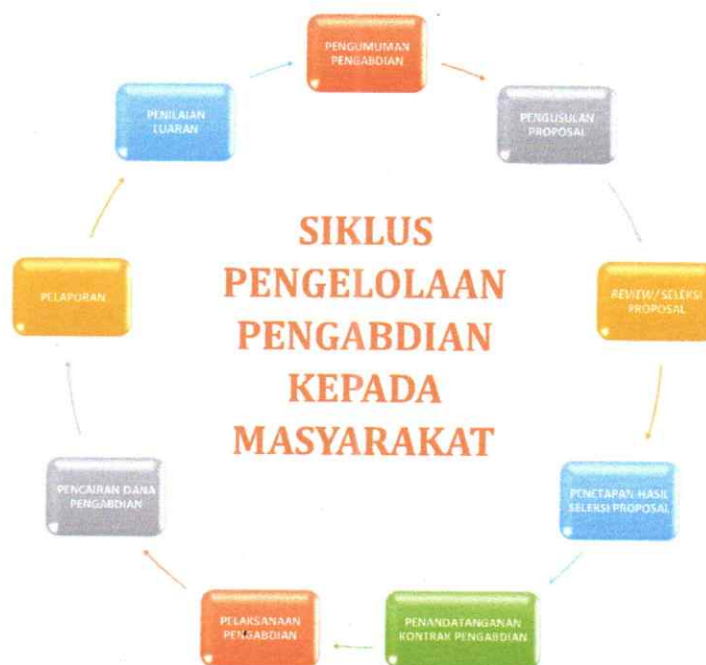 PENGUMUMAN
PENGABDIAN
PENGUSULAN
PROPOSAL
REVIEW/ SELEKSI
PROPOSAL
PENETAPAN HASIL
SELEKSI PROPOSAL
PENANDATANGANAN
KONTRAK PENGABDIAN
PELAKSANAAN
PENGABDIAN
PENCAIRAN DANA
PENGABDIAN
PELAPORAN
PENILAIAN
LUARAN
SIKLUS
PENGELOLAAN
PENGABDIAN
KEPADA
MASYARAKAT